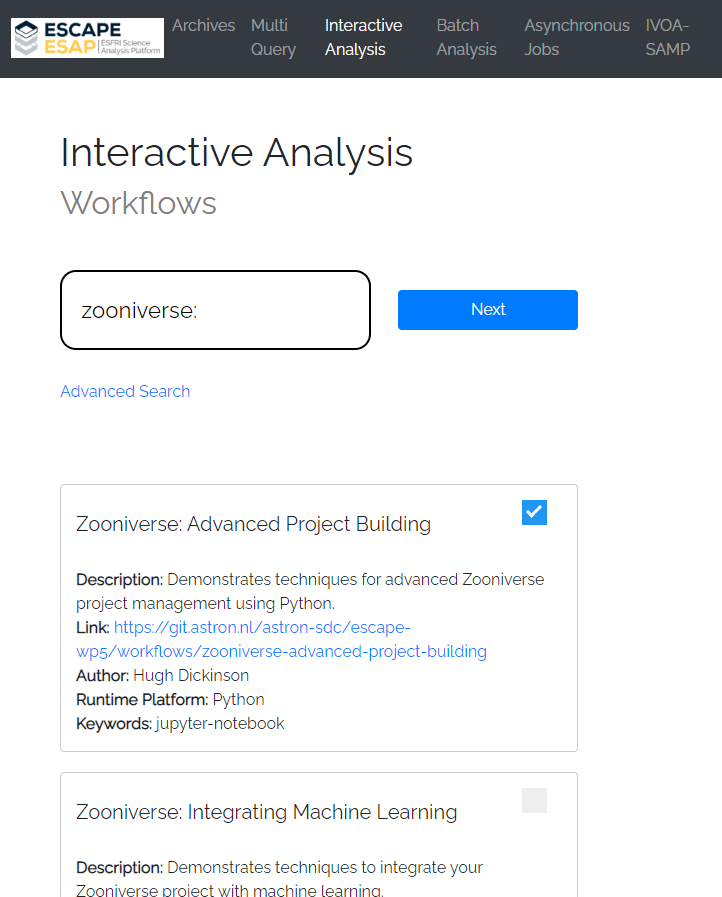 ESCAPE
ESAP
ESFRI Science
Analysis Platform
Archives
Multi
Query
Interactive
Analysis
Batch
Analysis
Asynchronous
Jobs
IVOA-
SAMP
Interactive Analysis
Workflows
zooniverse:
Next
Advanced Search
Zooniverse: Advanced Project Building
Description: Demonstrates techniques for advanced Zooniverse
project management using Python.
Link: https://git.astron.nl/astron-sdc/escape-
wp5/workflows/zooniverse-advanced-project-building
Author: Hugh Dickinson
Runtime Platform: Python
Keywords: jupyter-notebook
Zooniverse: Integrating Machine Learning
Description: Demonstrates techniques to integrate your
Zooniverse project with machine learning.